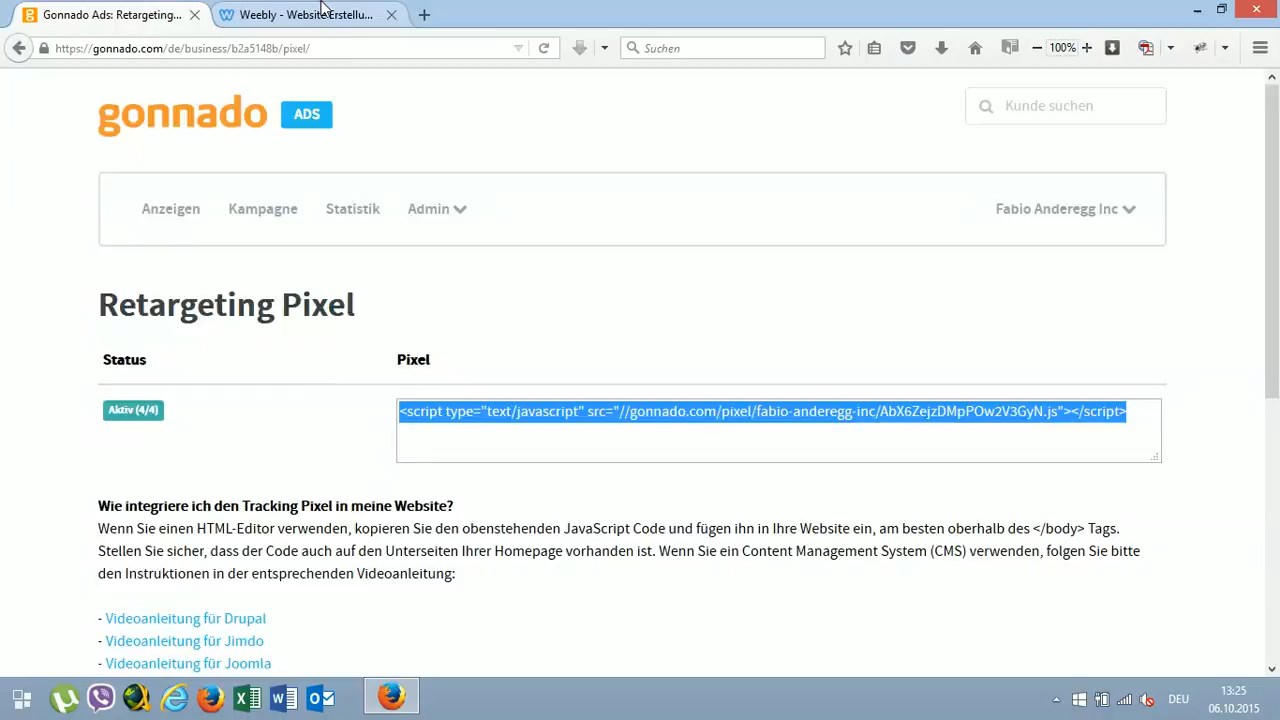 Gonnado Ads: Retargeting...
Weebly - Website Erstellu...
https://gonnado.com/de/business/b2a5148b/pixel/
Suchen
100%
gonnado ADS
Kunde suchen
Anzeigen
Kampagne
Statistik
Admin
Fabio Anderegg Inc
Retargeting Pixel
Status
Pixel
Aktiv (4/4)
<script type="text/javascript" src="//gonnado.com/pixel/fabio-anderegg-inc/AbX6ZejzDMpPOw2V3GyN.js"></script>
Wie integriere ich den Tracking Pixel in meine Website?
Wenn Sie einen HTML-Editor verwenden, kopieren Sie den obenstehenden JavaScript Code und fügen ihn in Ihre Website ein, am besten oberhalb des </body> Tags.
Stellen Sie sicher, dass der Code auch auf den Unterseiten Ihrer Homepage vorhanden ist. Wenn Sie ein Content Management System (CMS) verwenden, folgen Sie bitte
den Instruktionen in der entsprechenden Videoanleitung:
- Videoanleitung für Drupal
- Videoanleitung für Jimdo
- Videoanleitung für Joomla
DEU
13:25
06.10.2015